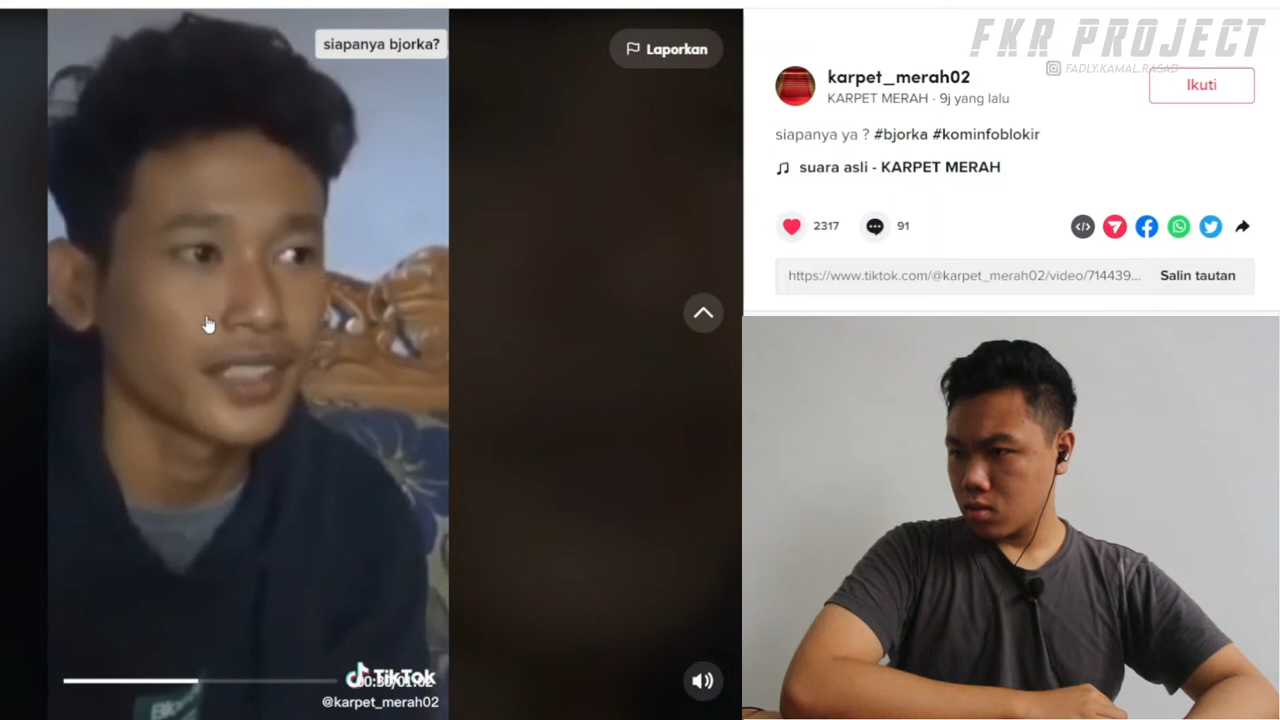 siapanya bjorka?
Laporkan
FKR PROJECT
FADLY.KAMAL.RASAD
karpet_merah02
KARPET MERAH · 9j yang lalu
Ikuti
siapanya ya ? #bjorka #kominfoblokir
suara asli - KARPET MERAH
2317
91
</>
https://www.tiktok.com/@karpet_merah02/video/714439...
Salin tautan
TikTok
@karpet_merah02